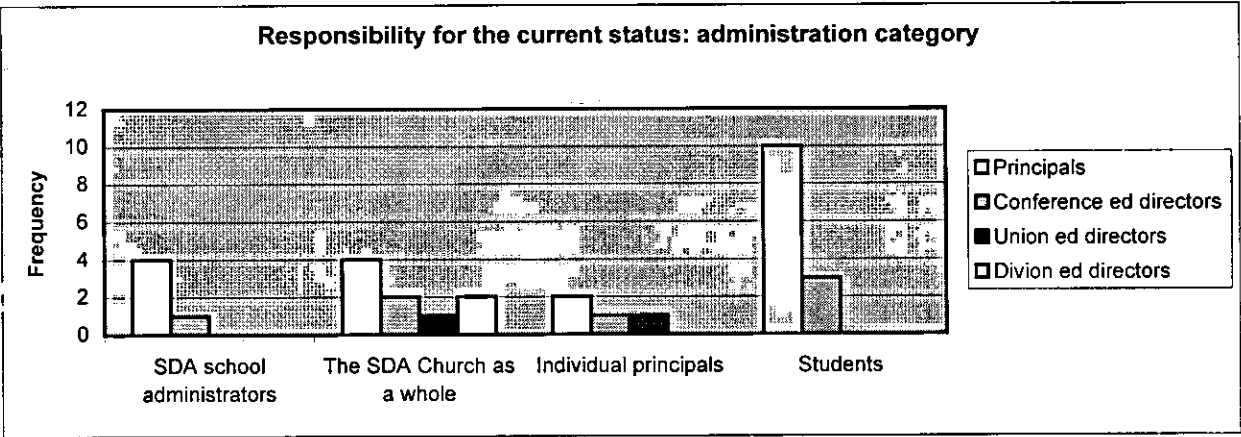 Responsibility for the current status: administration category
Frequency
12
10
8
6
4
2
0
SDA school
administrators
The SDA Church as
a whole
Individual principals
Students
Principals
Conference ed directors
Union ed directors
Divion ed directors